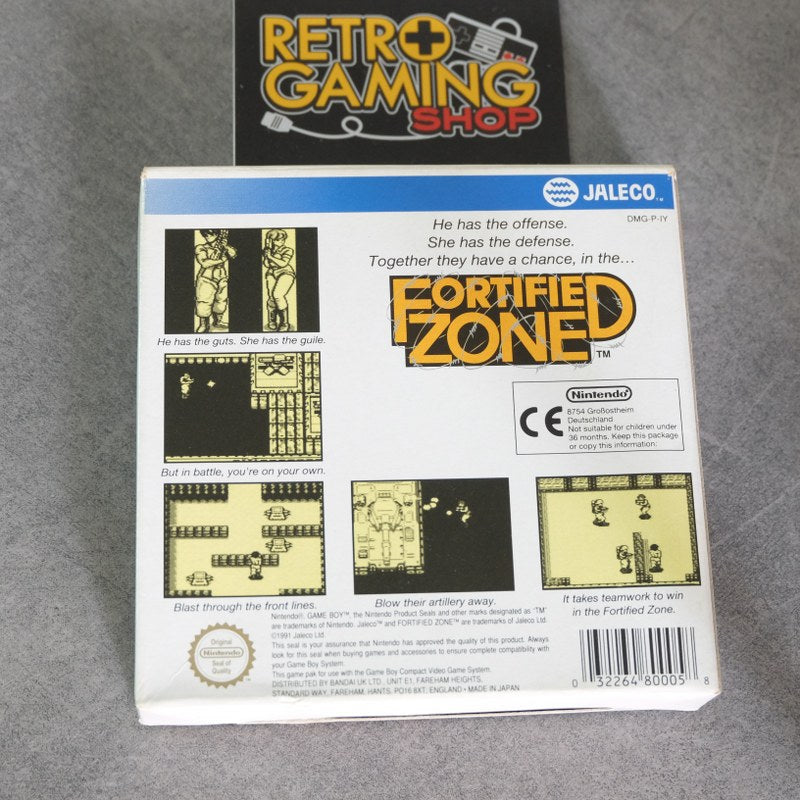 RETRO
GAMING
SHOP
JALECO™
DMG-P-IY
He has the offense.
She has the defense.
Together they have a chance, in the...
FORTIFIED
ZONE™
He has the guts. She has the guile.
Nintendo®
CE
8754 Großostheim
Deutschland
Not suitable for children under
36 months. Keep this package
or copy this information.
But in battle, you're on your own.
Blast through the front lines.
Blow their artillery away.
It takes teamwork to win
in the Fortified Zone.
Nintendo®, GAME BOY™, the Nintendo Product Seals and other marks designated as "TM"
are trademarks of Nintendo. Jaleco™ and FORTIFIED ZONE™ are trademarks of Jaleco Ltd.
©1991 Jaleco Ltd.
This seal is your assurance that Nintendo has approved the quality of this product. Always
look for this seal when buying games and accessories to ensure complete compatibility with
your Game Boy System.
This game pak for use with the Game Boy Compact Video Game System.
DISTRIBUTED BY BANDAI UK LTD., UNIT E1, FAREHAM HEIGHTS,
STANDARD WAY, FAREHAM, HANTS, PO16 8XT, ENGLAND • MADE IN JAPAN
Original
Nintendo
Seal of
Quality
0 32264 80005 8